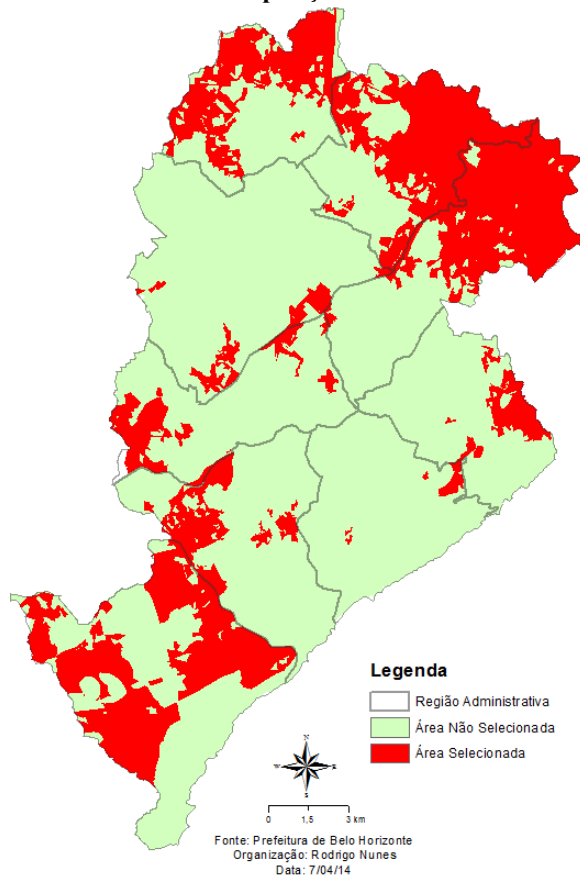 Legenda
Região Administrativa
Área Não Selecionada
Área Selecionada
N
W E
S
0 1,5 3 km
Fonte: Prefeitura de Belo Horizonte
Organização: Rodrigo Nunes
Data: 7/04/14